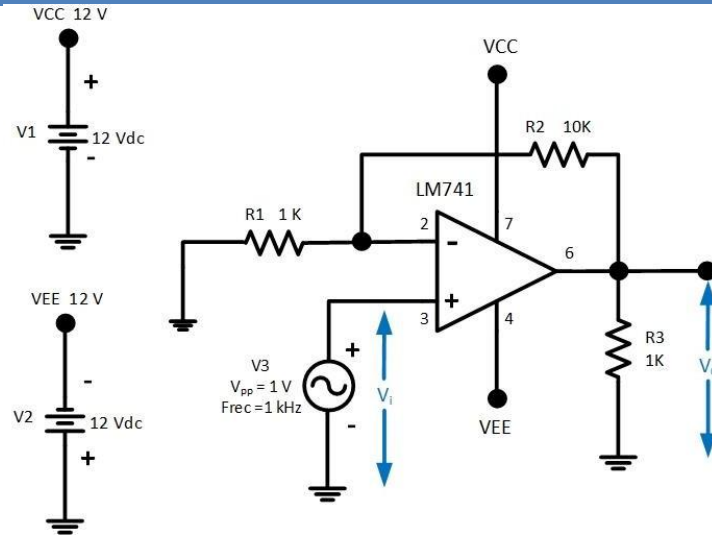 VCC 12 V
+
V1
12 Vdc
-
VEE 12 V
-
V2
12 Vdc
+
VCC
R2 10K
LM741
R1 1 K
2
7
-
6
+
3
4
V3
Vpp = 1 V
Frec =1 kHz
+
-
Vi
VEE
R3
1K